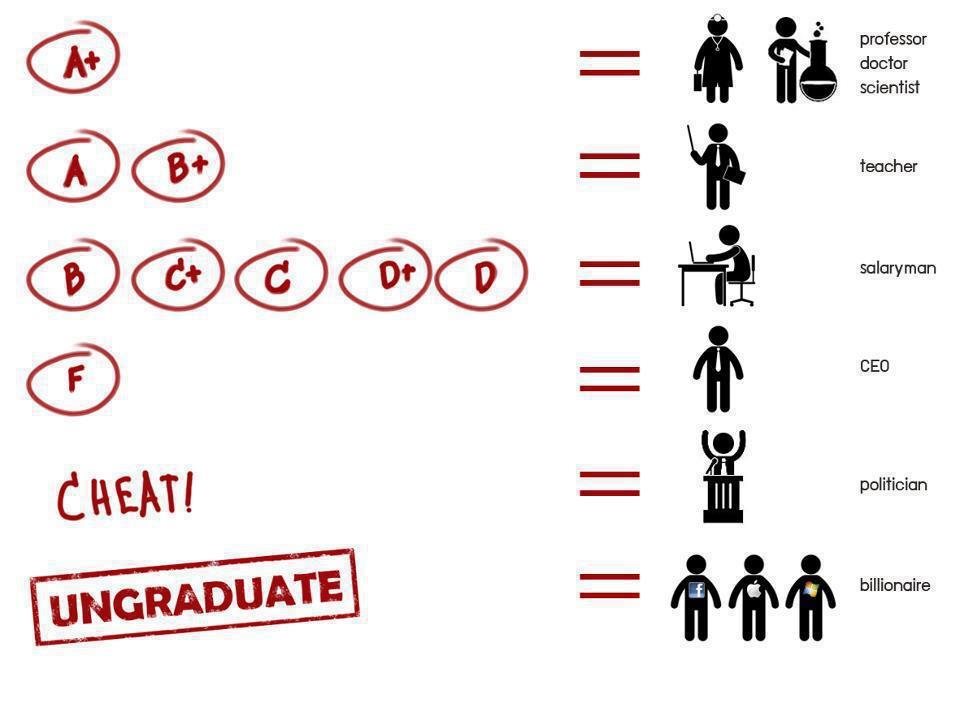 A+
professor
doctor
scientist
A B+
teacher
B C+ C D+ D
salaryman
F
CEO
CHEAT!
politician
UNGRADUATE
f
billionaire